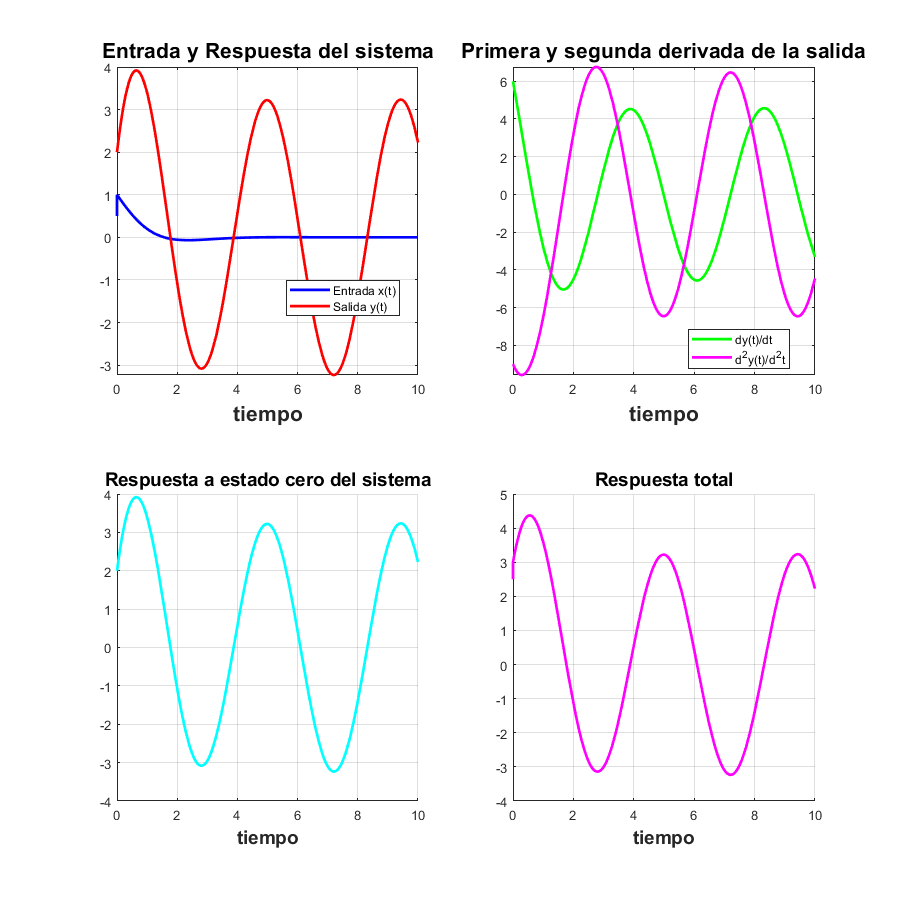 Entrada y Respuesta del sistema
4
3
2
1
0
-1
-2
-3
0 2 4 6 8 10
tiempo
Entrada x(t)
Salida y(t)
Primera y segunda derivada de la salida
6
4
2
0
-2
-4
-6
-8
0 2 4 6 8 10
tiempo
dy(t)/dt
d²y(t)/d²t
Respuesta a estado cero del sistema
4
3
2
1
0
-1
-2
-3
-4
0 2 4 6 8 10
tiempo
Respuesta total
5
4
3
2
1
0
-1
-2
-3
-4
0 2 4 6 8 10
tiempo